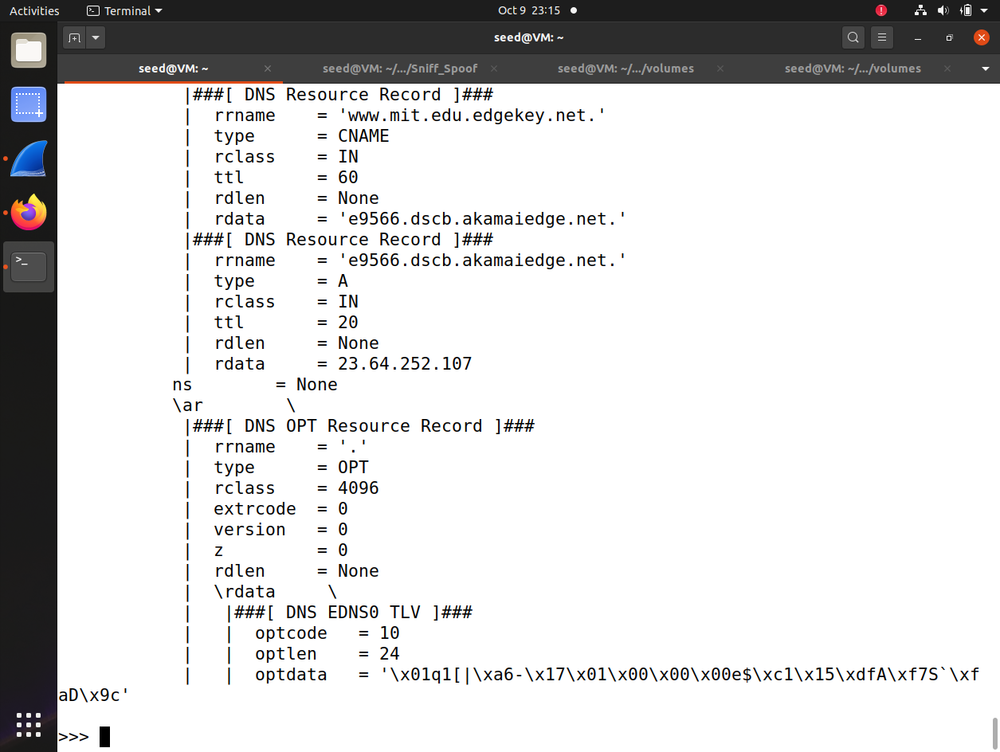 Activities
Terminal
Oct 9 23:15
seed@VM: ~
seed@VM: ~
seed@VM: ~/.../Sniff_Spoof
seed@VM: ~/.../volumes
seed@VM: ~/.../volumes
|###[ DNS Resource Record ]###
|  rrname    = 'www.mit.edu.edgekey.net.'
|  type      = CNAME
|  rclass    = IN
|  ttl       = 60
|  rdlen     = None
|  rdata     = 'e9566.dscb.akamaiedge.net.'
|###[ DNS Resource Record ]###
|  rrname    = 'e9566.dscb.akamaiedge.net.'
|  type      = A
|  rclass    = IN
|  ttl       = 20
|  rdlen     = None
|  rdata     = 23.64.252.107
ns        = None
\ar        \
|###[ DNS OPT Resource Record ]###
|  rrname    = '.'
|  type      = OPT
|  rclass    = 4096
|  extrcode  = 0
|  version   = 0
|  z         = 0
|  rdlen     = None
|  \rdata     \
|   |###[ DNS EDNS0 TLV ]###
|   |  optcode   = 10
|   |  optlen    = 24
|   |  optdata   = '\x01q1[|\xa6-\x17\x01\x00\x00\x00e$\xc1\x15\xdfA\xf7S`\xf
aD\x9c'
>>>